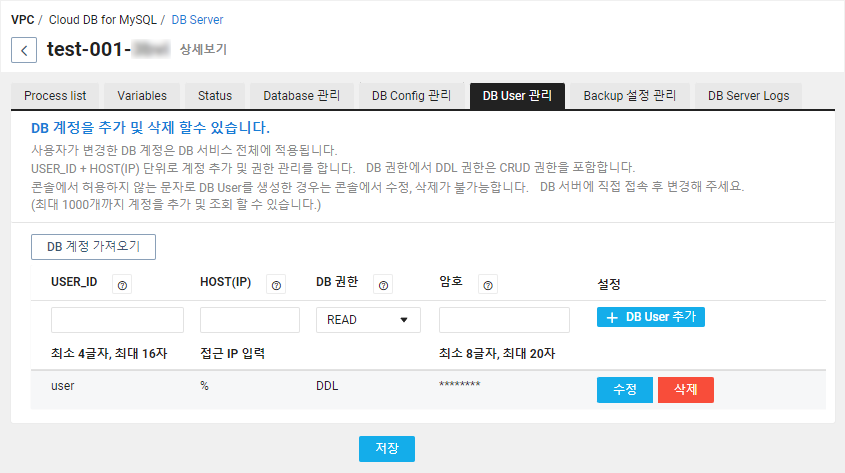 VPC / Cloud DB for MySQL / DB Server
test-001- 상세보기
Process list Variables Status Database 관리 DB Config 관리 DB User 관리 Backup 설정 관리 DB Server Logs
DB 계정을 추가 및 삭제 할수 있습니다.
사용자가 변경한 DB 계정은 DB 서비스 전체에 적용됩니다.
USER_ID + HOST(IP) 단위로 계정 추가 및 권한 관리를 합니다. DB 권한에서 DDL 권한은 CRUD 권한을 포함합니다.
콘솔에서 허용하지 않는 문자로 DB User를 생성한 경우는 콘솔에서 수정, 삭제가 불가능합니다. DB 서버에 직접 접속 후 변경해 주세요.
(최대 1000개까지 계정을 추가 및 조회 할 수 있습니다.)
DB 계정 가져오기
USER_ID HOST(IP) DB 권한 암호 설정
READ + DB User 추가
최소 4글자, 최대 16자 접근 IP 입력 최소 8글자, 최대 20자
user % DDL ******** 수정 삭제
저장